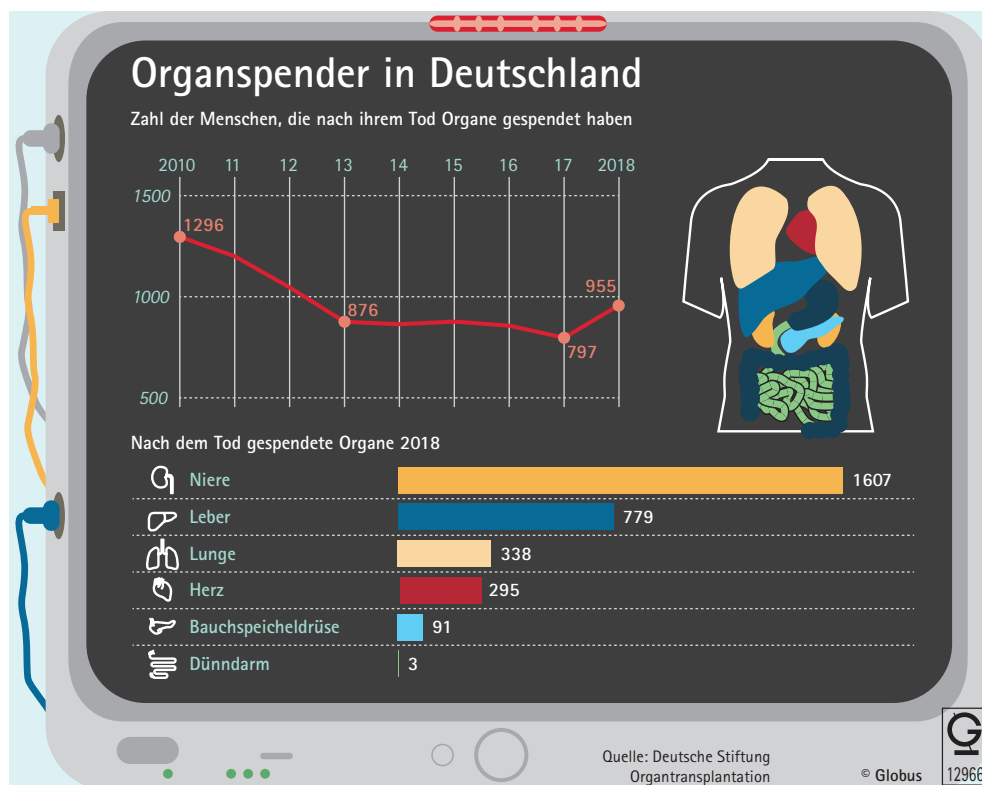 Organspender in Deutschland
Zahl der Menschen, die nach ihrem Tod Organe gespendet haben
2010 11 12 13 14 15 16 17 2018
1500
1296
1000
955
876
797
500
Nach dem Tod gespendete Organe 2018
Niere 1607
Leber 779
Lunge 338
Herz 295
Bauchspeicheldrüse 91
Dünndarm 3
Quelle: Deutsche Stiftung
Organtransplantation
© Globus
G
12966